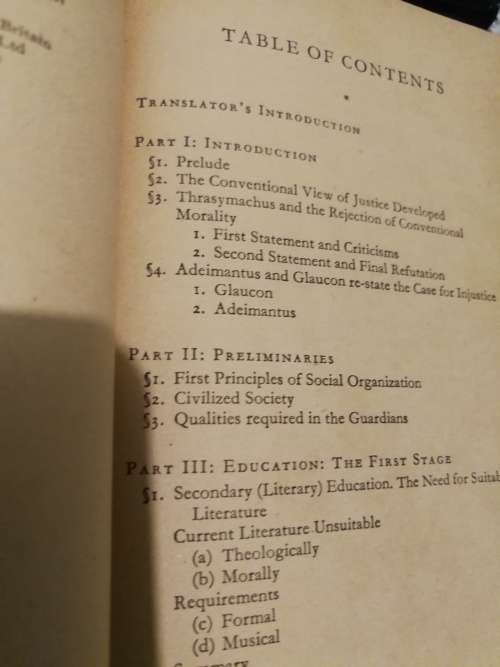 Britain
Ltd
TABLE OF CONTENTS
*
TRANSLATOR'S INTRODUCTION
PART I: INTRODUCTION
§1. Prelude
§2. The Conventional View of Justice Developed
§3. Thrasymachus and the Rejection of Conventional
Morality
1. First Statement and Criticisms
2. Second Statement and Final Refutation
§4. Adeimantus and Glaucon re-state the Case for Injustice
1. Glaucon
2. Adeimantus
PART II: PRELIMINARIES
§1. First Principles of Social Organization
§2. Civilized Society
§3. Qualities required in the Guardians
PART III: EDUCATION: THE FIRST STAGE
§1. Secondary (Literary) Education. The Need for Suitab
Literature
Current Literature Unsuitable
(a) Theologically
(b) Morally
Requirements
(c) Formal
(d) Musical
Summary